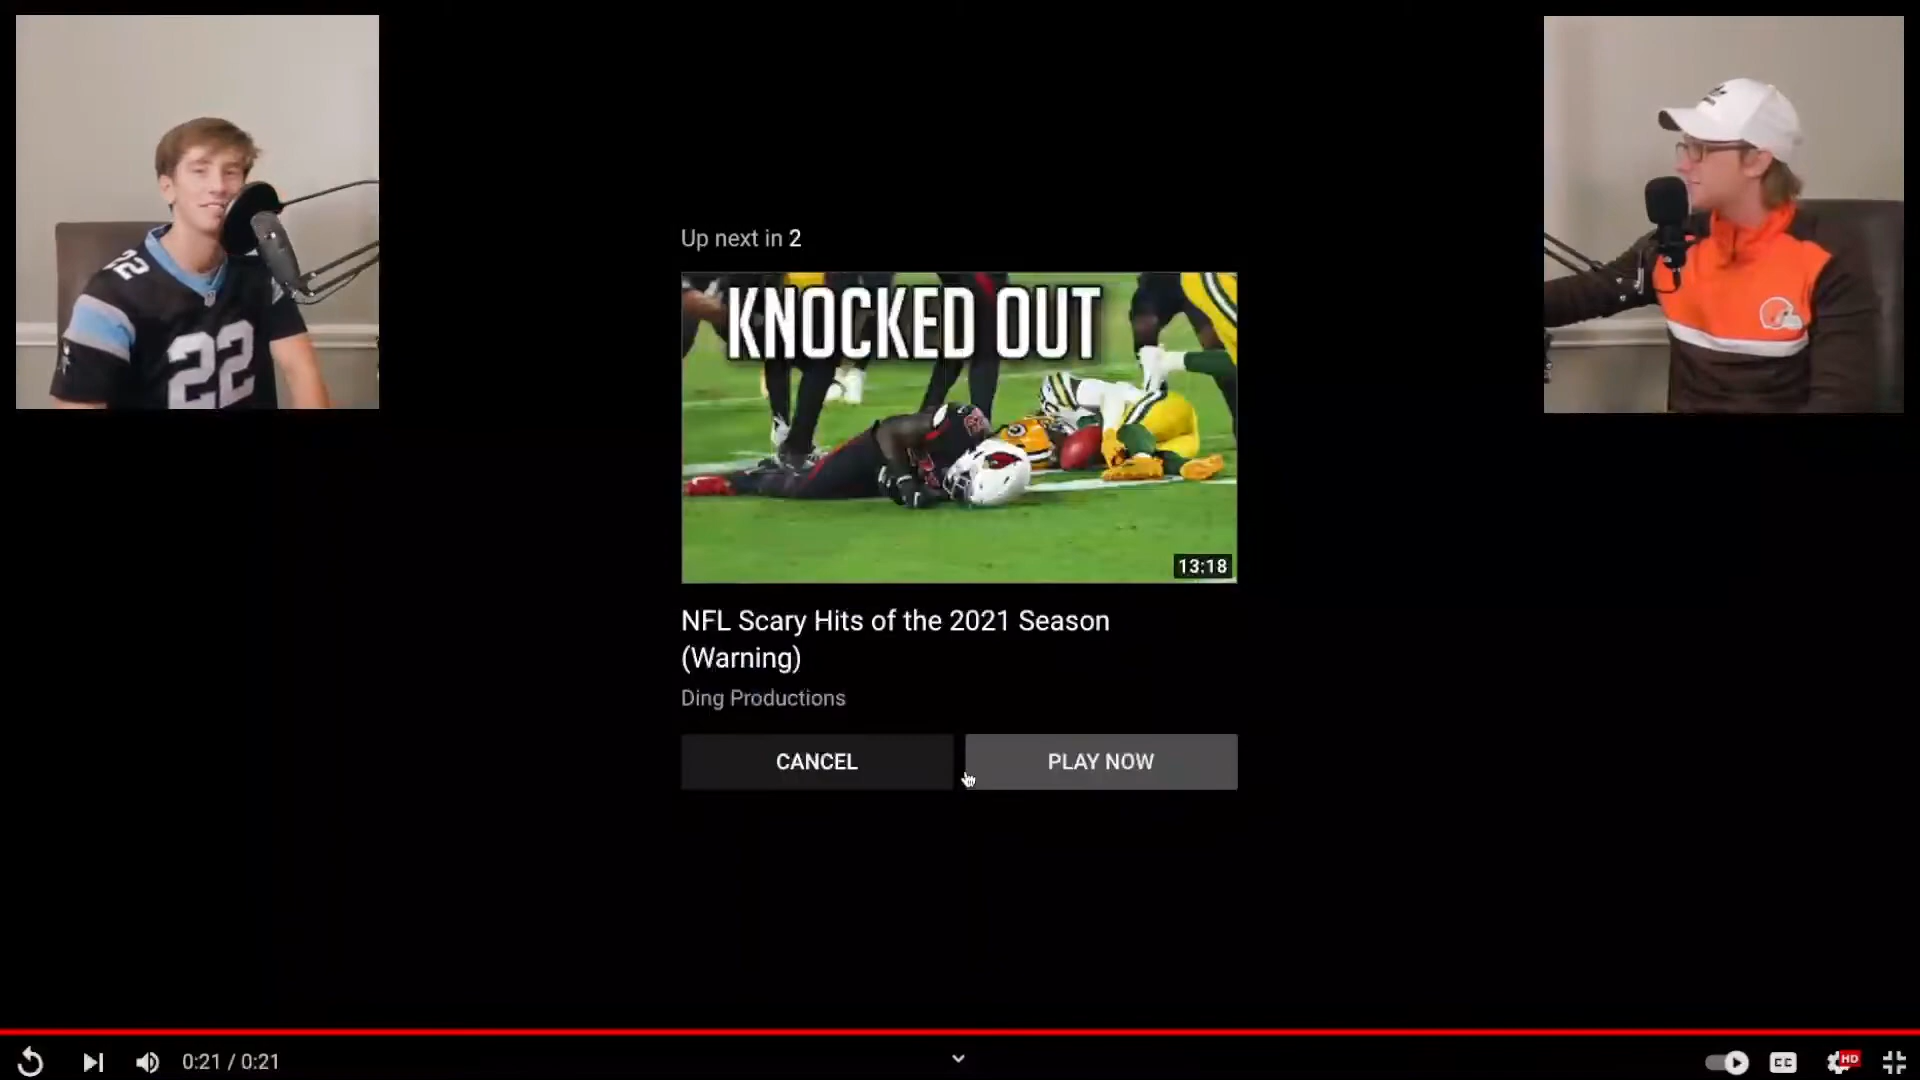 22
22
Up next in 2
KNOCKED OUT
13:18
NFL Scary Hits of the 2021 Season
(Warning)
Ding Productions
CANCEL
PLAY NOW
0:21 / 0:21
CC
HD